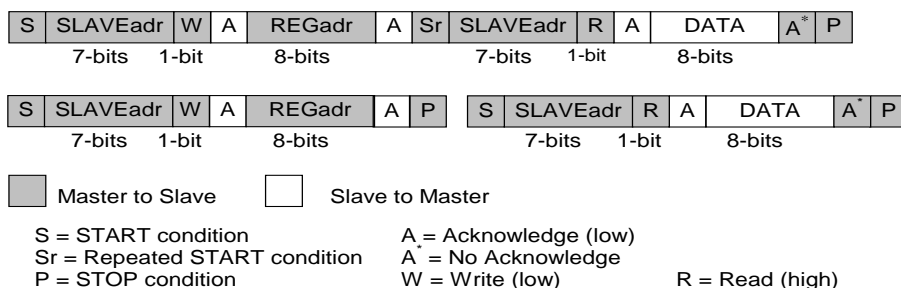 S SLAVEadr W A REGadr A Sr SLAVEadr R A DATA A* P
7-bits 1-bit 8-bits 7-bits 1-bit 8-bits
S SLAVEadr W A REGadr A P S SLAVEadr R A DATA A* P
7-bits 1-bit 8-bits 7-bits 1-bit 8-bits
Master to Slave Slave to Master
S = START condition A = Acknowledge (low)
Sr = Repeated START condition A* = No Acknowledge
P = STOP condition W = Write (low) R = Read (high)